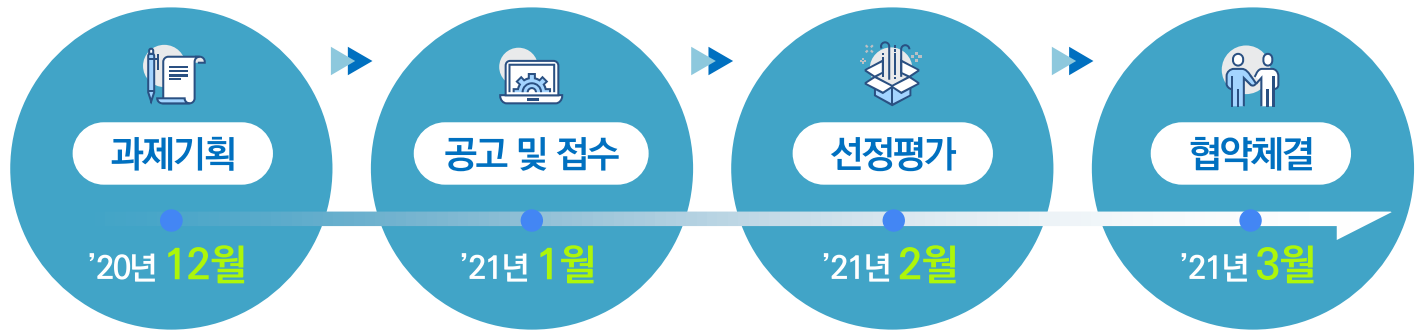 과제기획
’20년 12월
공고 및 접수
’21년 1월
선정평가
’21년 2월
협약체결
’21년 3월